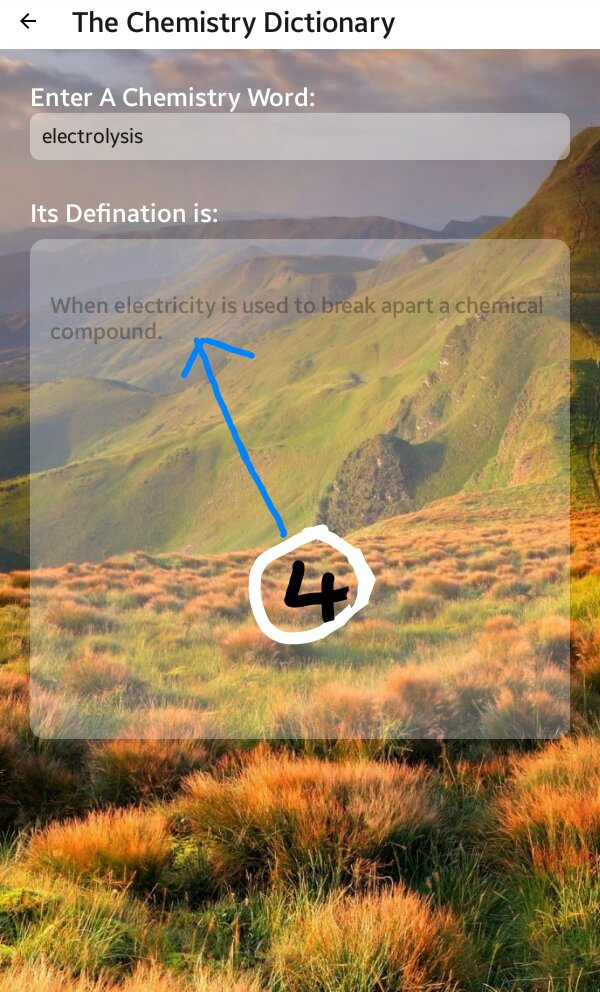 The Chemistry Dictionary
Enter A Chemistry Word:
electrolysis
Its Defination is:
When electricity is used to break apart a chemical
compound.
4